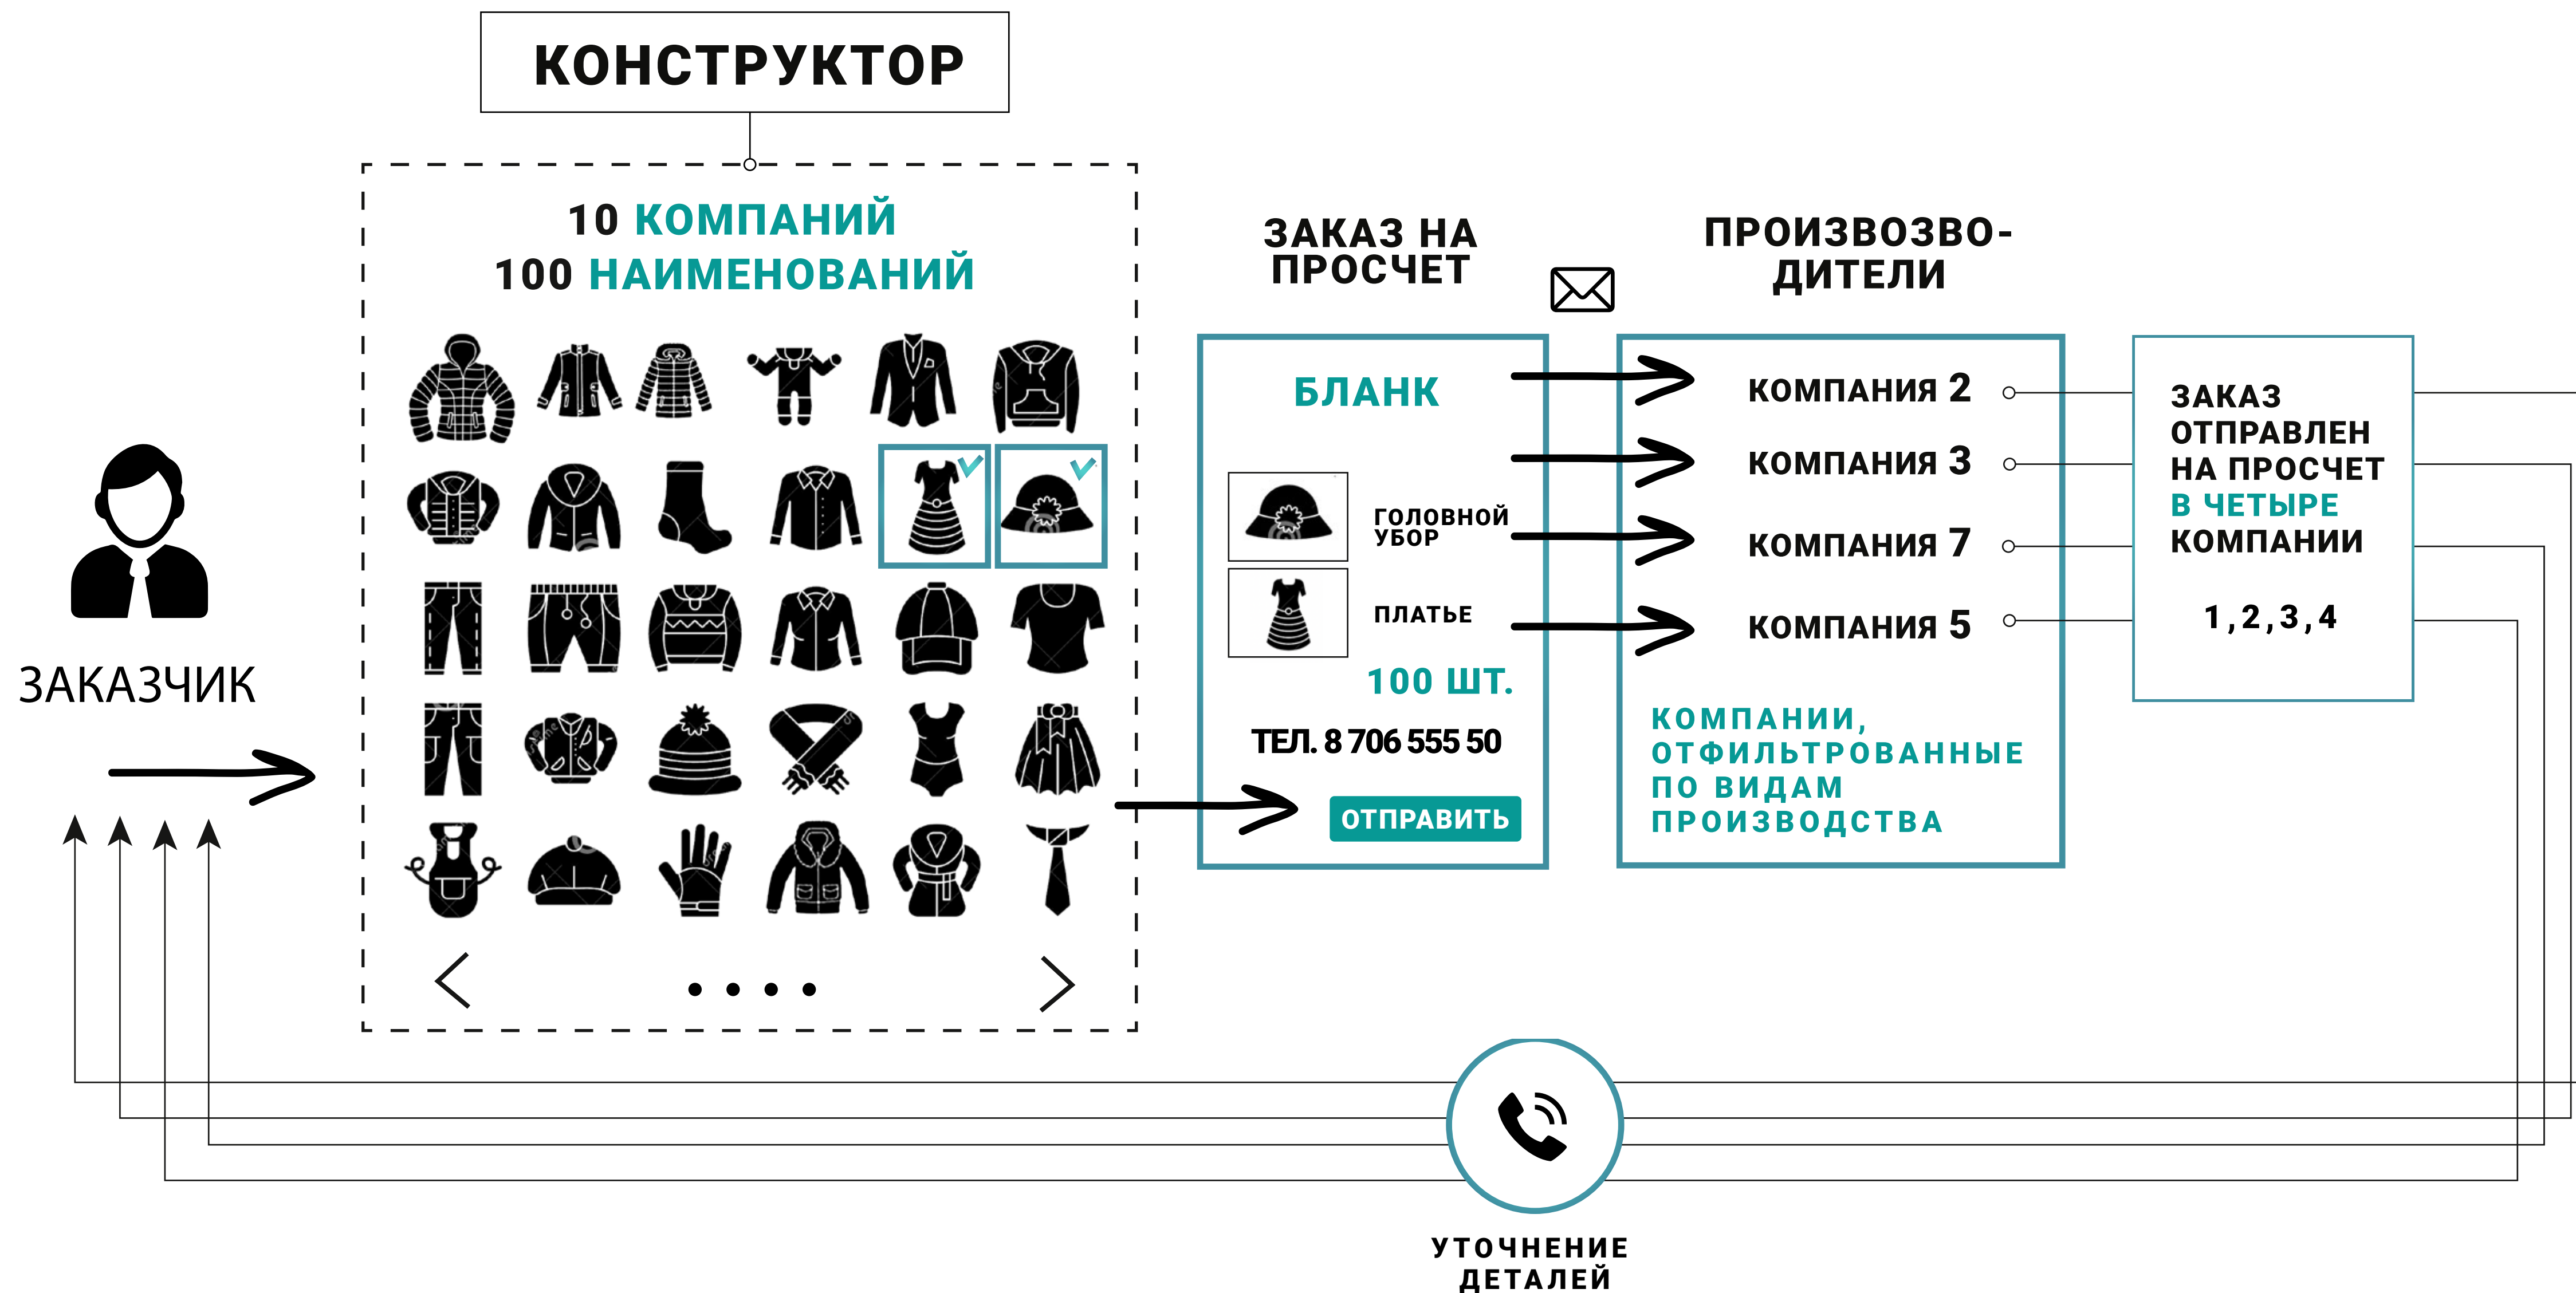 КОНСТРУКТОР
10 КОМПАНИЙ
100 НАИМЕНОВАНИЙ
ЗАКАЗЧИК
ЗАКАЗ НА
ПРОСЧЕТ
БЛАНК
ГОЛОВНОЙ
УБОР
ПЛАТЬЕ
100 ШТ.
ТЕЛ. 8 706 555 50
ОТПРАВИТЬ
ПРОИЗВОЗВО-
ДИТЕЛИ
КОМПАНИЯ 2
КОМПАНИЯ 3
КОМПАНИЯ 7
КОМПАНИЯ 5
КОМПАНИИ,
ОТФИЛЬТРОВАННЫЕ
ПО ВИДАМ
ПРОИЗВОДСТВА
ЗАКАЗ
ОТПРАВЛЕН
НА ПРОСЧЕТ
В ЧЕТЫРЕ
КОМПАНИИ
1,2,3,4
УТОЧНЕНИЕ
ДЕТАЛЕЙ